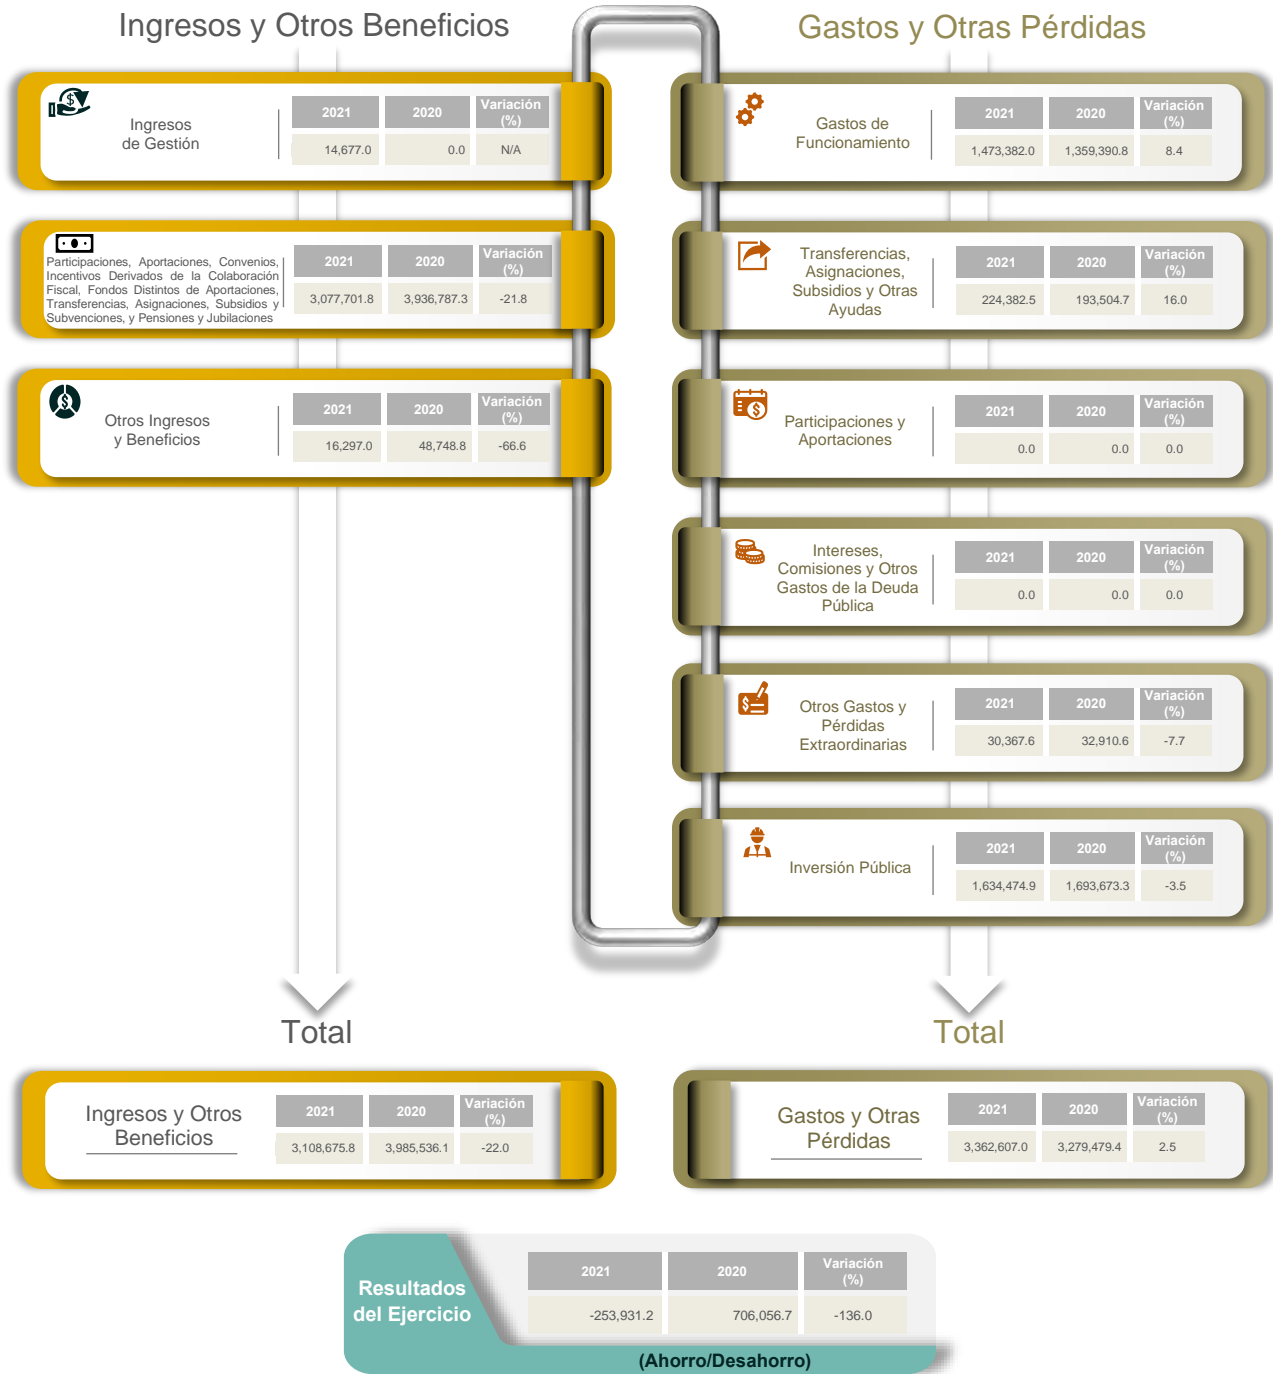 Ingresos y Otros Beneficios
Ingresos
de Gestión
2021 2020 Variación
(%)
14,677.0 0.0 N/A
Participaciones, Aportaciones, Convenios,
Incentivos Derivados de la Colaboración
Fiscal, Fondos Distintos de Aportaciones,
Transferencias, Asignaciones, Subsidios y
Subvenciones, y Pensiones y Jubilaciones
2021 2020 Variación
(%)
3,077,701.8 3,936,787.3 -21.8
Otros Ingresos
y Beneficios
2021 2020 Variación
(%)
16,297.0 48,748.8 -66.6
Total
Ingresos y Otros
Beneficios
2021 2020 Variación
(%)
3,108,675.8 3,985,536.1 -22.0
Gastos y Otras Pérdidas
Gastos de
Funcionamiento
2021 2020 Variación
(%)
1,473,382.0 1,359,390.8 8.4
Transferencias,
Asignaciones,
Subsidios y Otras
Ayudas
2021 2020 Variación
(%)
224,382.5 193,504.7 16.0
Participaciones y
Aportaciones
2021 2020 Variación
(%)
0.0 0.0 0.0
Intereses,
Comisiones y Otros
Gastos de la Deuda
Pública
2021 2020 Variación
(%)
0.0 0.0 0.0
Otros Gastos y
Pérdidas
Extraordinarias
2021 2020 Variación
(%)
30,367.6 32,910.6 -7.7
Inversión Pública
2021 2020 Variación
(%)
1,634,474.9 1,693,673.3 -3.5
Total
Gastos y Otras
Pérdidas
2021 2020 Variación
(%)
3,362,607.0 3,279,479.4 2.5
Resultados
del Ejercicio
2021 2020 Variación
(%)
-253,931.2 706,056.7 -136.0
(Ahorro/Desahorro)